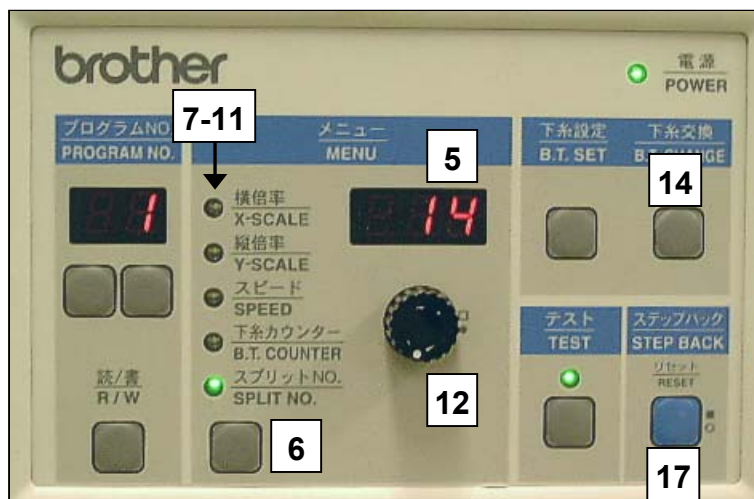 brother
電源
POWER
プログラムNO.
PROGRAM NO.
7-11
メニュー
MENU
5
下糸設定
B.T. SET
下糸交換
B.T. CHANGE
14
1
横倍率
X-SCALE
14
縦倍率
Y-SCALE
スピード
SPEED
下糸カウンター
B.T. COUNTER
スプリットNO.
SPLIT NO.
12
6
読/書
R/W
テスト
TEST
ステップバック
STEP BACK
リセット
RESET
17